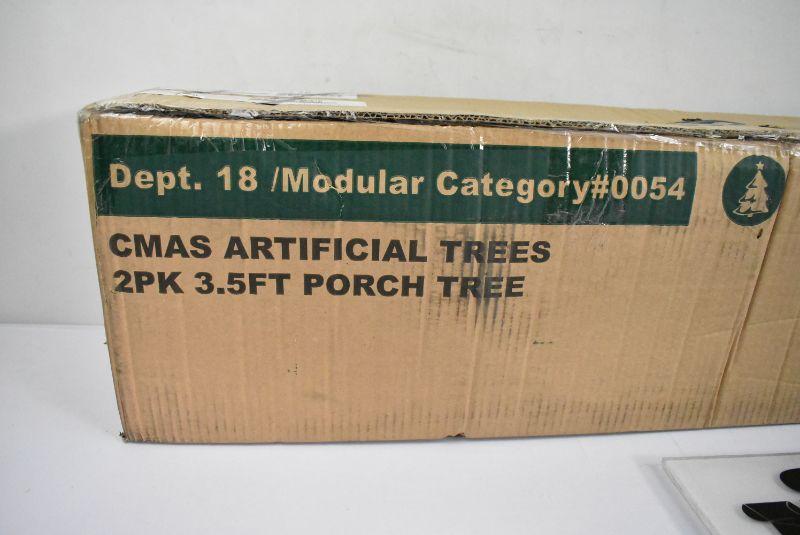 Dept. 18 /Modular Category#0054
CMAS ARTIFICIAL TREES
2PK 3.5FT PORCH TREE